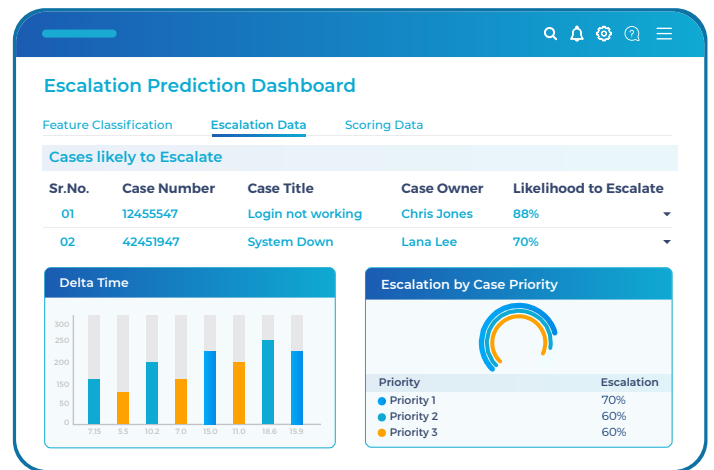 Escalation Prediction Dashboard
Feature Classification Escalation Data Scoring Data
Cases likely to Escalate
Sr.No. Case Number Case Title Case Owner Likelihood to Escalate
01 12455547 Login not working Chris Jones 88%
02 42451947 System Down Lana Lee 70%
Delta Time
300
250
200
150
50
0
7.15 5.5 10.2 7.0 15.0 11.0 18.6 15.9
Escalation by Case Priority
Priority Escalation
Priority 1 70%
Priority 2 60%
Priority 3 60%